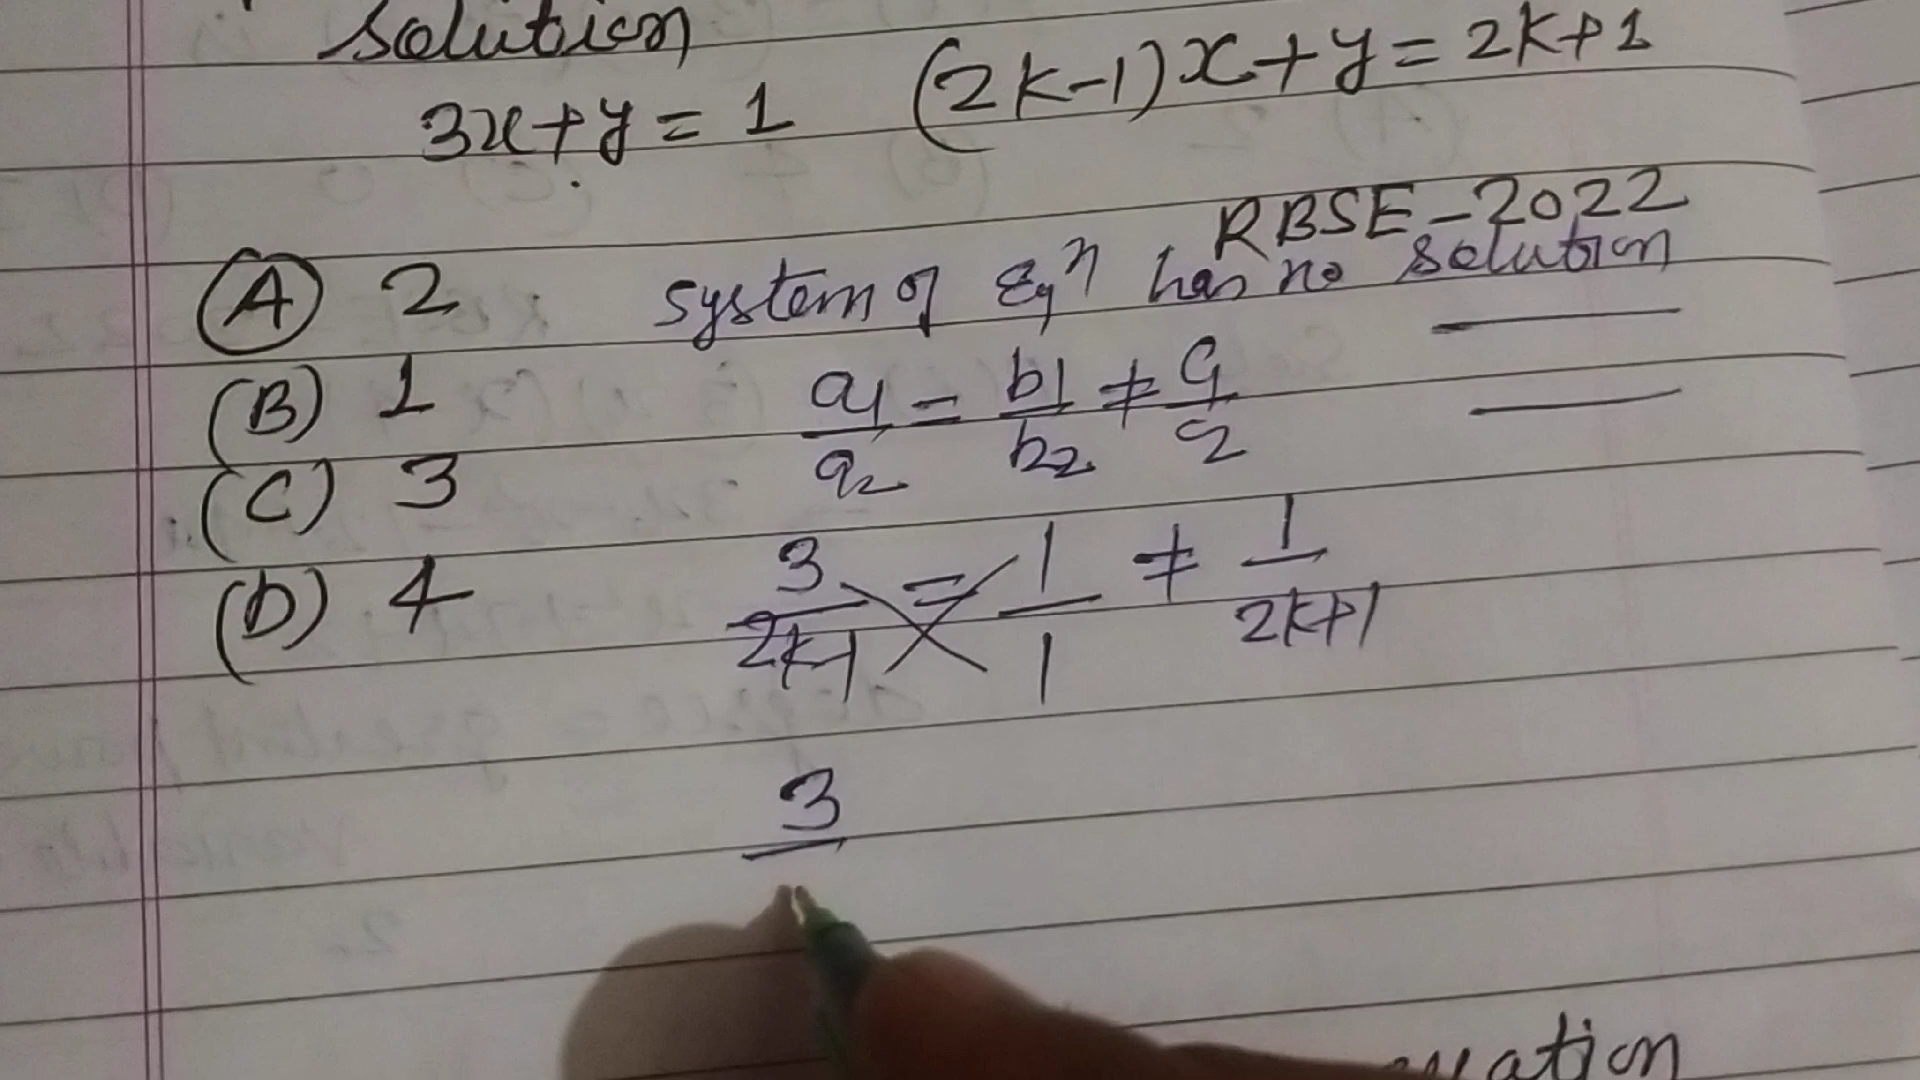 Solution
3x+y=1 (2k-1)x+y=2k+1
RBSE-2022
(A) 2 system of Eqn has no solution
(B) 1 a1/a2 = b1/b2 ≠ c1/c2
(C) 3
(D) 4 3/2k-1 = 1/1 ≠ 1/2k+1
3